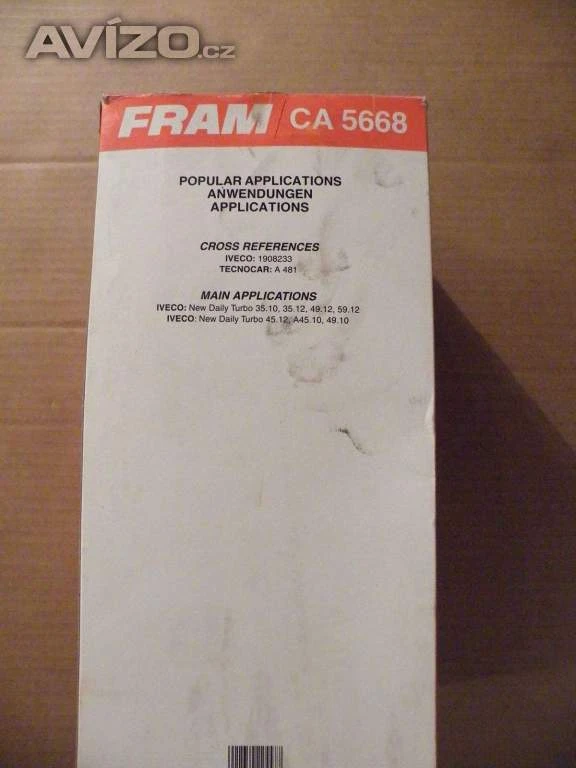 AVÍZO.cz
FRAM / CA 5668
POPULAR APPLICATIONS
ANWENDUNGEN
APPLICATIONS
CROSS REFERENCES
IVECO: 1908233
TECNOCAR: A 481
MAIN APPLICATIONS
IVECO: New Daily Turbo 35.10, 35.12, 49.12, 59.12
IVECO: New Daily Turbo 45.12, A45.10, 49.10